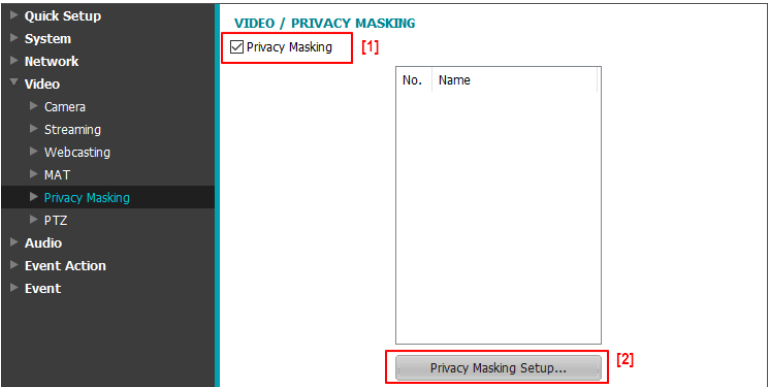 Quick Setup
System
Network
Video
Camera
Streaming
Webcasting
MAT
Privacy Masking
PTZ
Audio
Event Action
Event
VIDEO / PRIVACY MASKING
Privacy Masking [1]
No. Name
Privacy Masking Setup... [2]